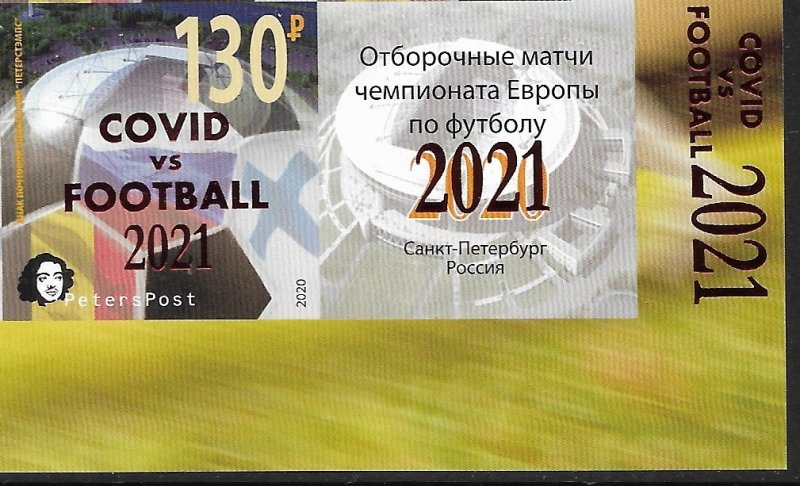 130₽
COVID
VS
FOOTBALL
2021
PetersPost
2020
Отборочные матчи
чемпионата Европы
по футболу
2021
Санкт-Петербург
Россия
COVID
VS
FOOTBALL
2021